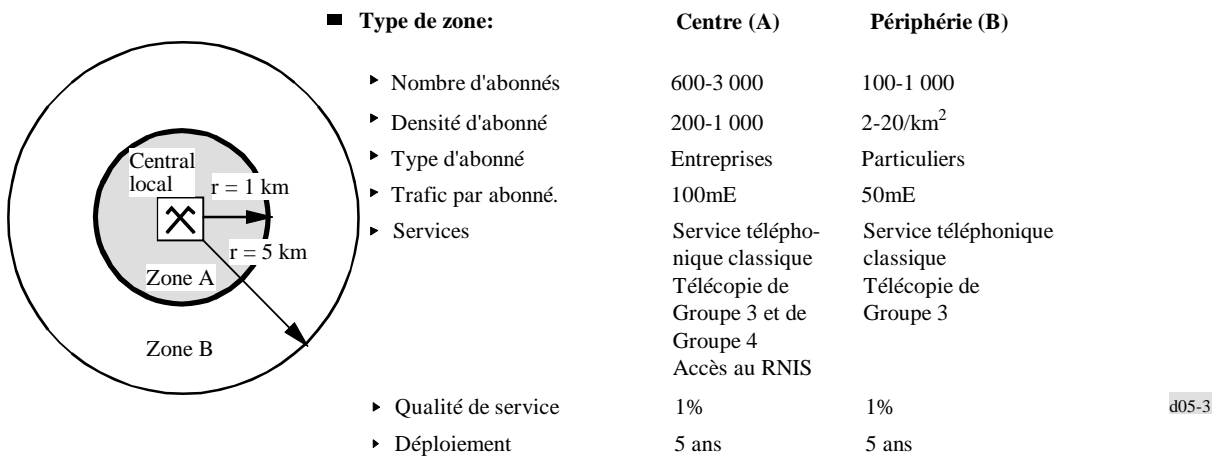 ■ Type de zone: Centre (A) Périphérie (B)
Nombre d'abonnés 600-3 000 100-1 000
Densité d'abonné 200-1 000 2-20/km²
Type d'abonné Entreprises Particuliers
Trafic par abonné. 100mE 50mE
Services Service télépho- Service téléphonique
nique classique classique
Télécopie de Télécopie de
Groupe 3 et de Groupe 3
Groupe 4
Accès au RNIS
Qualité de service 1% 1%
Déploiement 5 ans 5 ans
Central
local
r = 1 km
r = 5 km
Zone A
Zone B
d05-3